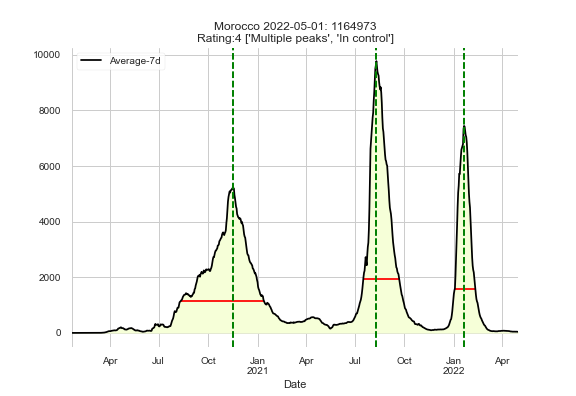 Morocco 2022-05-01: 1164973
Rating:4 ['Multiple peaks', 'In control']
Average-7d
10000
8000
6000
4000
2000
0
Apr Jul Oct Jan Apr Jul Oct Jan Apr
2021 2022
Date